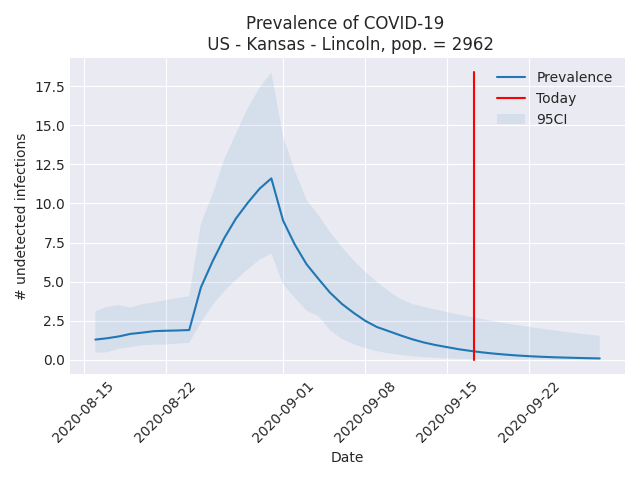 Prevalence of COVID-19
US - Kansas - Lincoln, pop. = 2962
Prevalence
Today
95CI
# undetected infections
17.5
15.0
12.5
10.0
7.5
5.0
2.5
0.0
2020-08-15
2020-08-22
2020-09-01
2020-09-08
2020-09-15
2020-09-22
Date